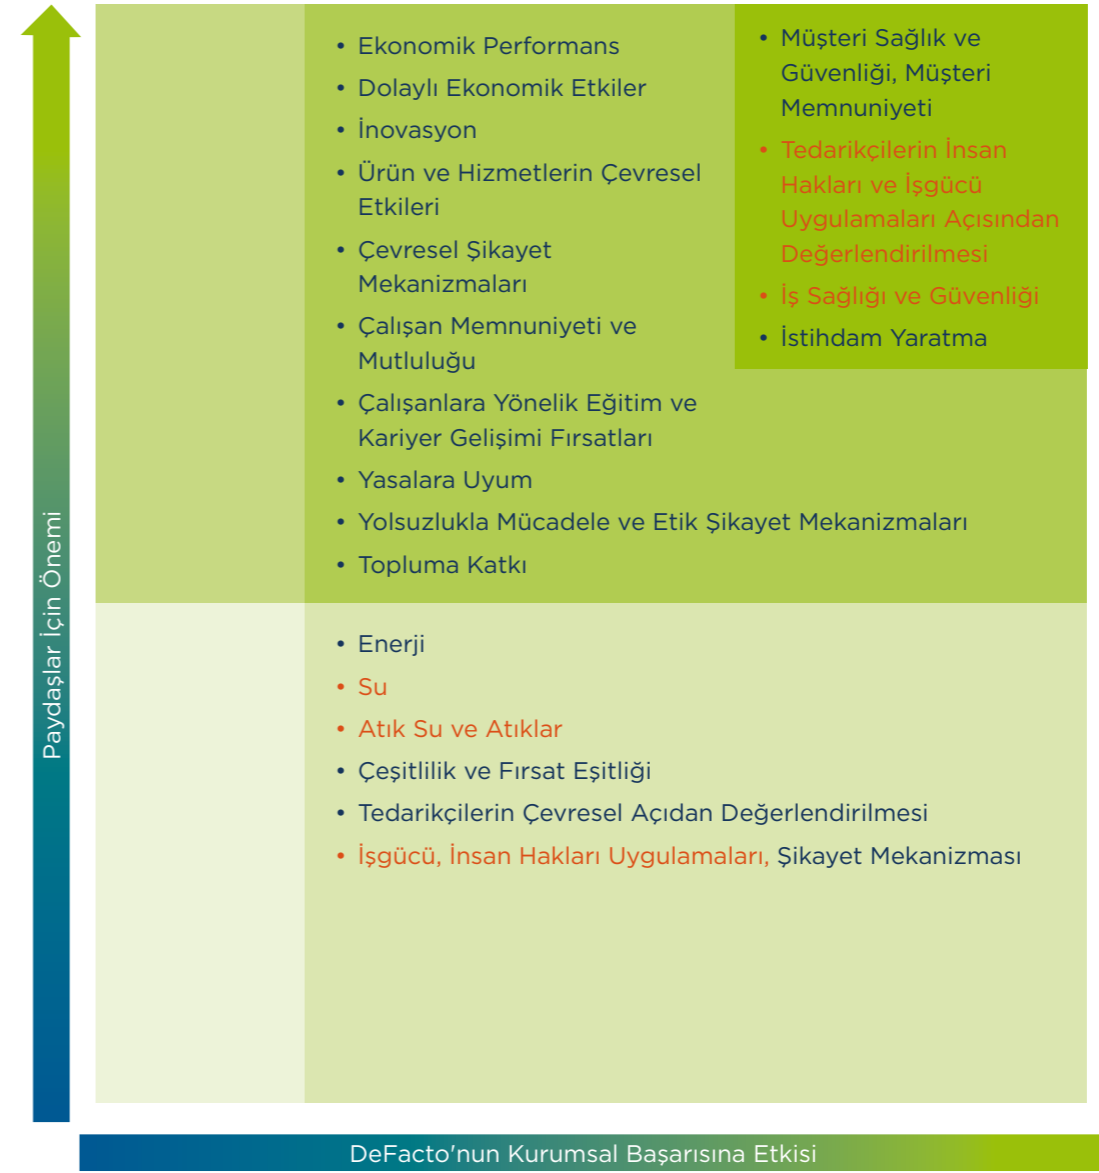 • Ekonomik Performans
• Dolaylı Ekonomik Etkiler
• İnovasyon
• Ürün ve Hizmetlerin Çevresel
Etkileri
• Çevresel Şikayet
Mekanizmaları
• Çalışan Memnuniyeti ve
Mutluluğu
• Çalışanlara Yönelik Eğitim ve
Kariyer Gelişimi Fırsatları
• Yasalara Uyum
• Yolsuzlukla Mücadele ve Etik Şikayet Mekanizmaları
• Topluma Katkı
• Müşteri Sağlık ve
Güvenliği, Müşteri
Memnuniyeti
• Tedarikçilerin İnsan
Hakları ve İşgücü
Uygulamaları Açısından
Değerlendirilmesi
• İş Sağlığı ve Güvenliği
• İstihdam Yaratma
• Enerji
• Su
• Atık Su ve Atıklar
• Çeşitlilik ve Fırsat Eşitliği
• Tedarikçilerin Çevresel Açıdan Değerlendirilmesi
• İşgücü, İnsan Hakları Uygulamaları, Şikayet Mekanizması
Paydaşlar İçin Önemi
DeFacto'nun Kurumsal Başarısına Etkisi